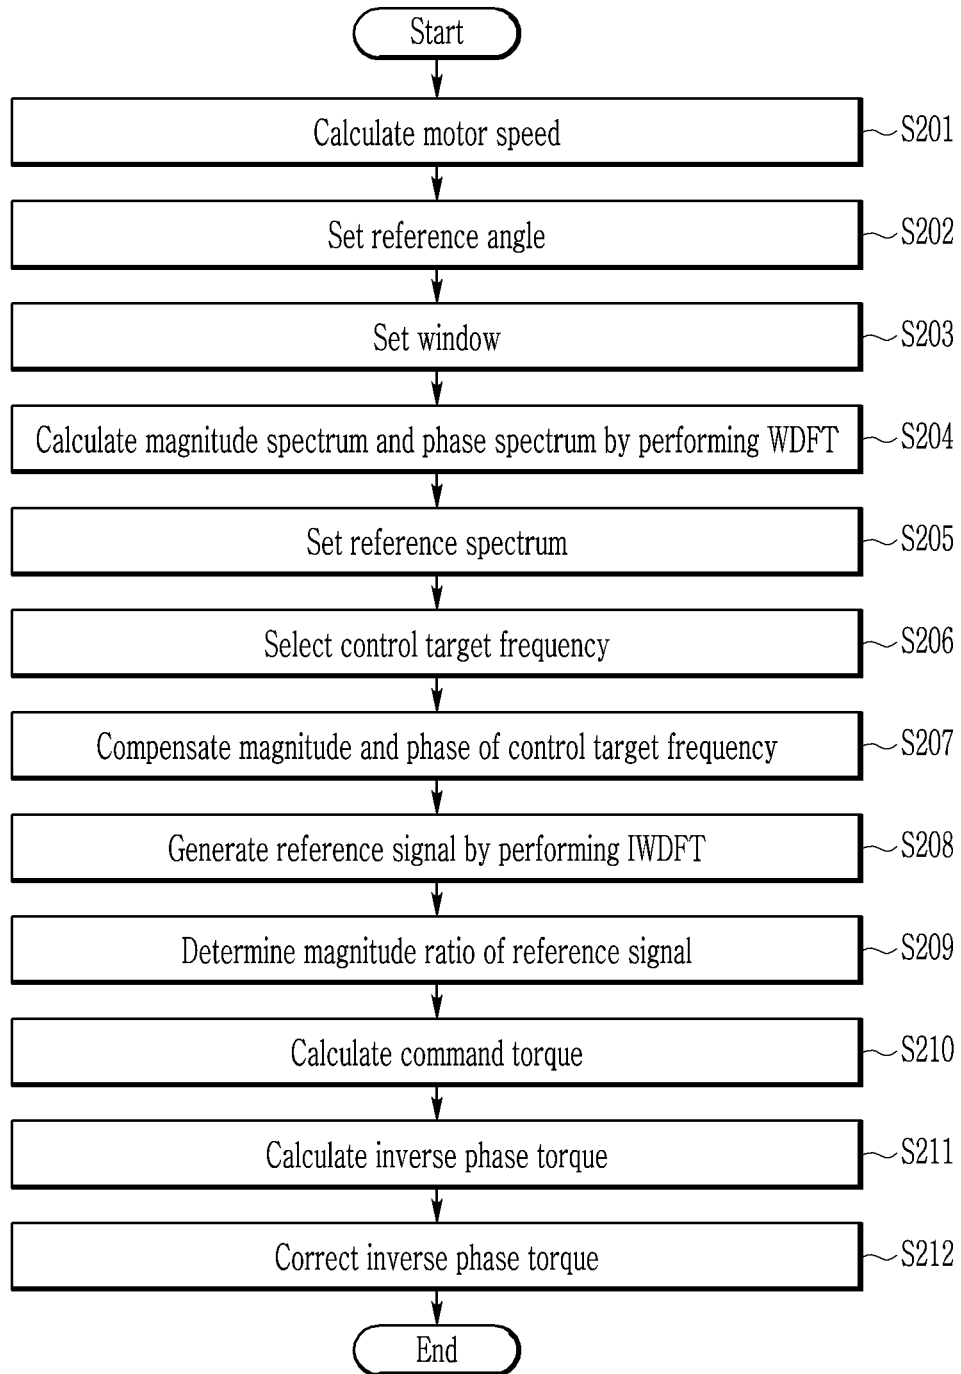 Start
Calculate motor speed
S201
Set reference angle
S202
Set window
S203
Calculate magnitude spectrum and phase spectrum by performing WDFT
S204
Set reference spectrum
S205
Select control target frequency
S206
Compensate magnitude and phase of control target frequency
S207
Generate reference signal by performing IWDFT
S208
Determine magnitude ratio of reference signal
S209
Calculate command torque
S210
Calculate inverse phase torque
S211
Correct inverse phase torque
S212
End